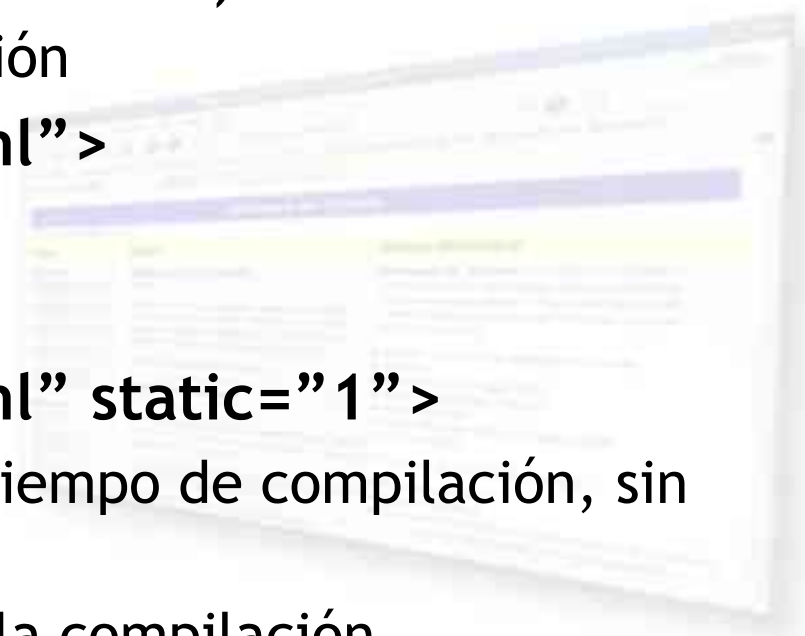 ión
nl”>
nl” static=”1”>
iempo de compilación, sin
la compilación